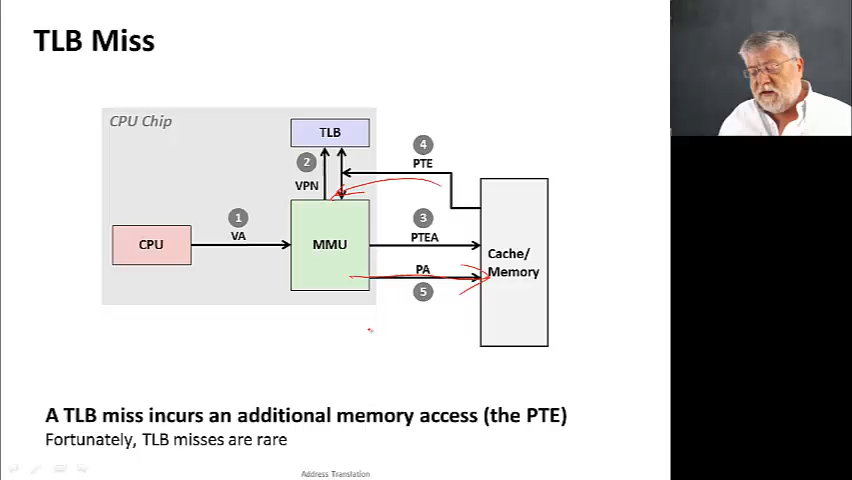 TLB Miss
CPU Chip
TLB
4
PTE
2
VPN
1
VA
CPU
MMU
3
PTEA
Cache/
Memory
PA
5
A TLB miss incurs an additional memory access (the PTE)
Fortunately, TLB misses are rare
Address Translation